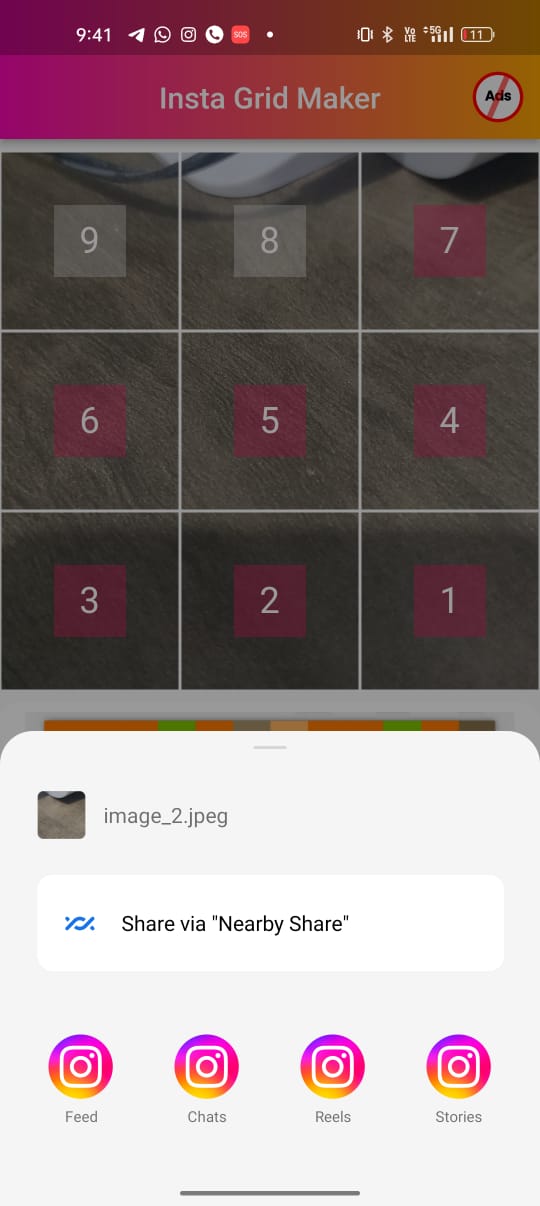 9:41 SOS Vo LTE 5G 11
Insta Grid Maker Ads
9 8 7
6 5 4
3 2 1
image_2.jpeg
Share via "Nearby Share"
Feed Chats Reels Stories